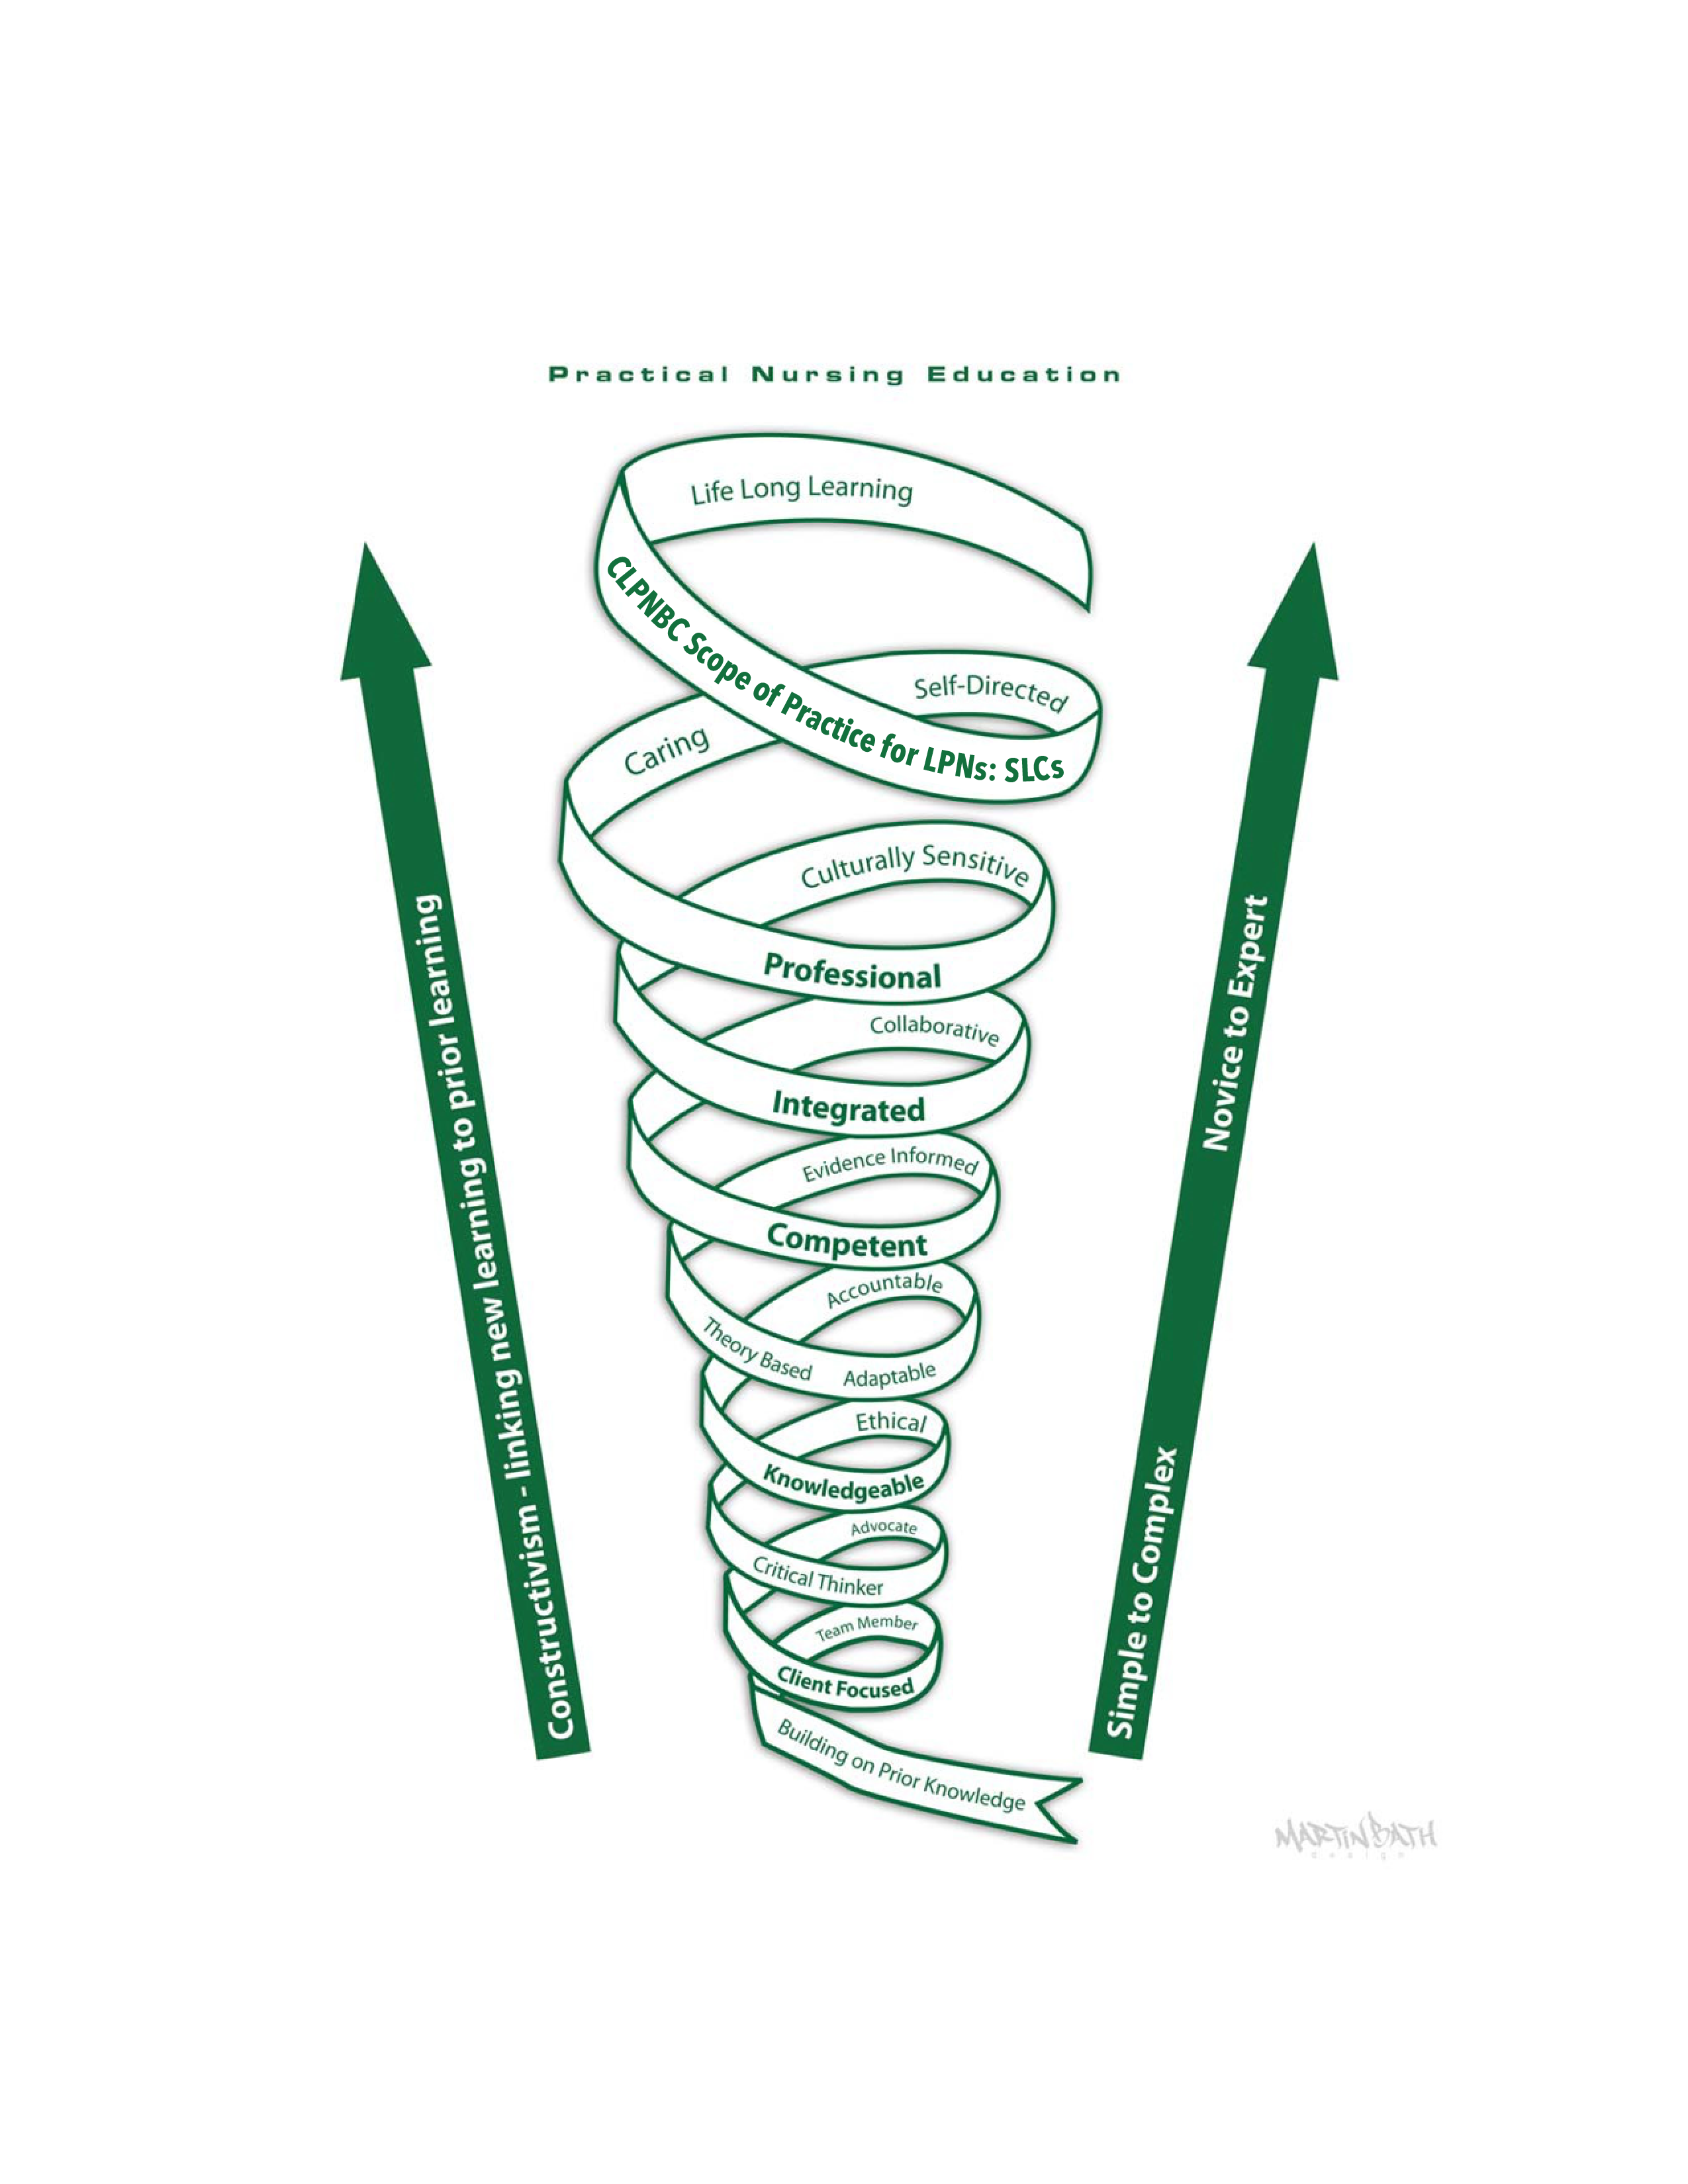 Practical Nursing Education
Life Long Learning
CLPNBC Scope of Practice for LPNs: SLCs
Self-Directed
Caring
Culturally Sensitive
Professional
Collaborative
Integrated
Evidence Informed
Competent
Accountable
Theory Based Adaptable
Ethical
Knowledgeable
Advocate
Critical Thinker
Team Member
Client Focused
Building on Prior Knowledge
Constructivism - linking new learning to prior learning
Simple to Complex
Novice to Expert
MARTIN BATH
design